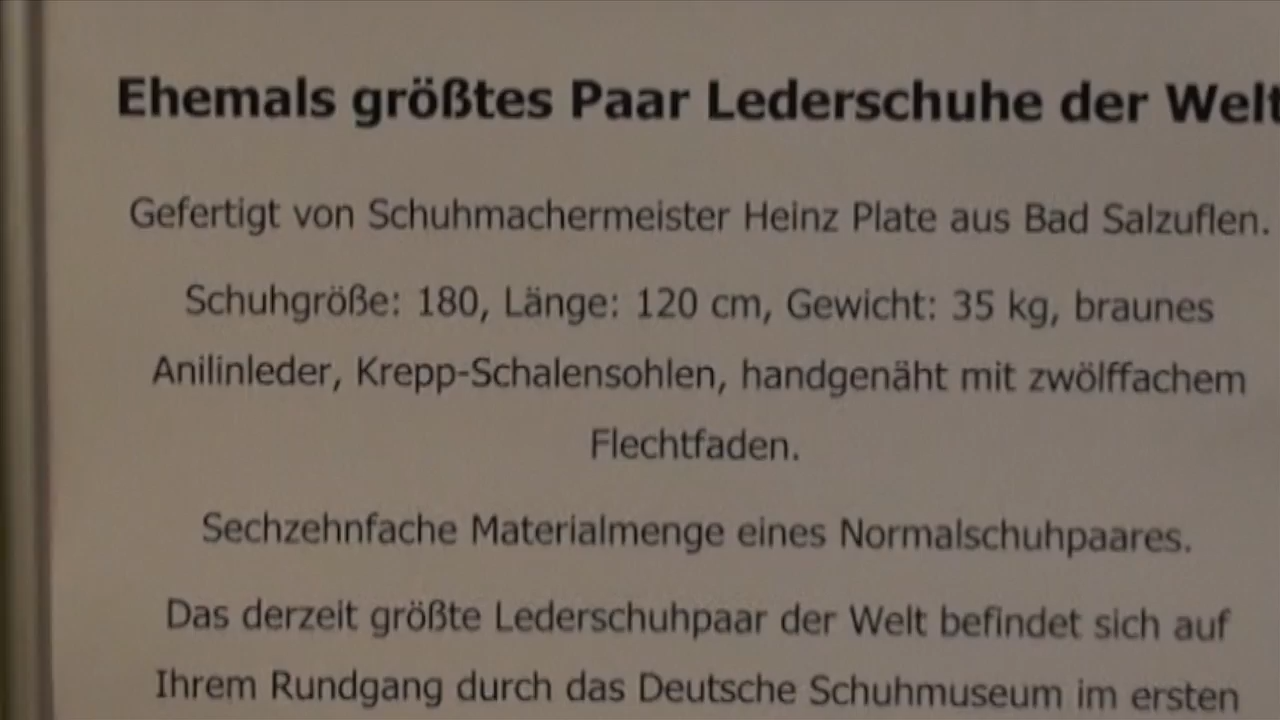 Ehemals größtes Paar Lederschuhe der Welt
Gefertigt von Schuhmachermeister Heinz Plate aus Bad Salzuflen.
Schuhgröße: 180, Länge: 120 cm, Gewicht: 35 kg, braunes
Anilinleder, Krepp-Schalensohlen, handgenäht mit zwölffachem
Flechtfaden.
Sechzehnfache Materialmenge eines Normalschuhpaares.
Das derzeit größte Lederschuhpaar der Welt befindet sich auf
Ihrem Rundgang durch das Deutsche Schuhmuseum im ersten